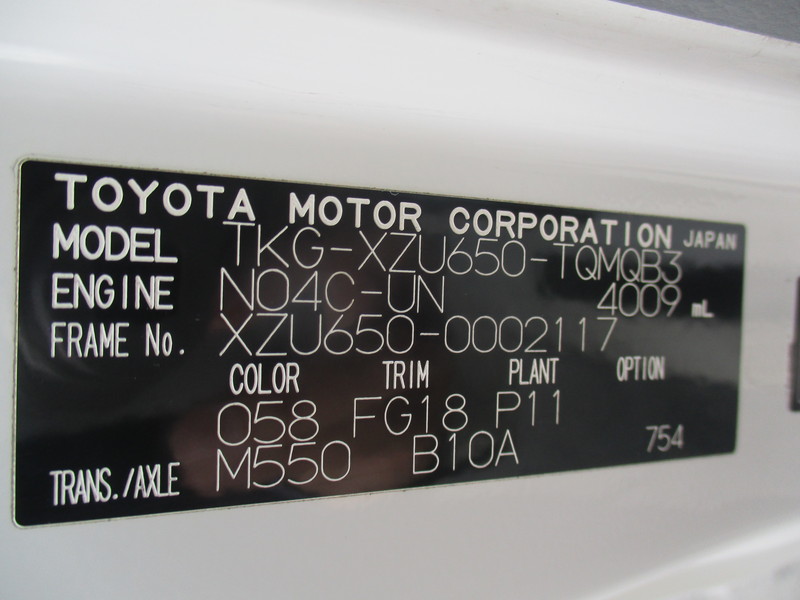 TOYOTA MOTOR CORPORATION JAPAN
MODEL TKG-XZU650-TQMQB3
ENGINE N04C-UN 4009 mL
FRAME No. XZU650-0002117
COLOR TRIM PLANT OPTION
058 FG18 P11
TRANS./AXLE M550 B10A 754